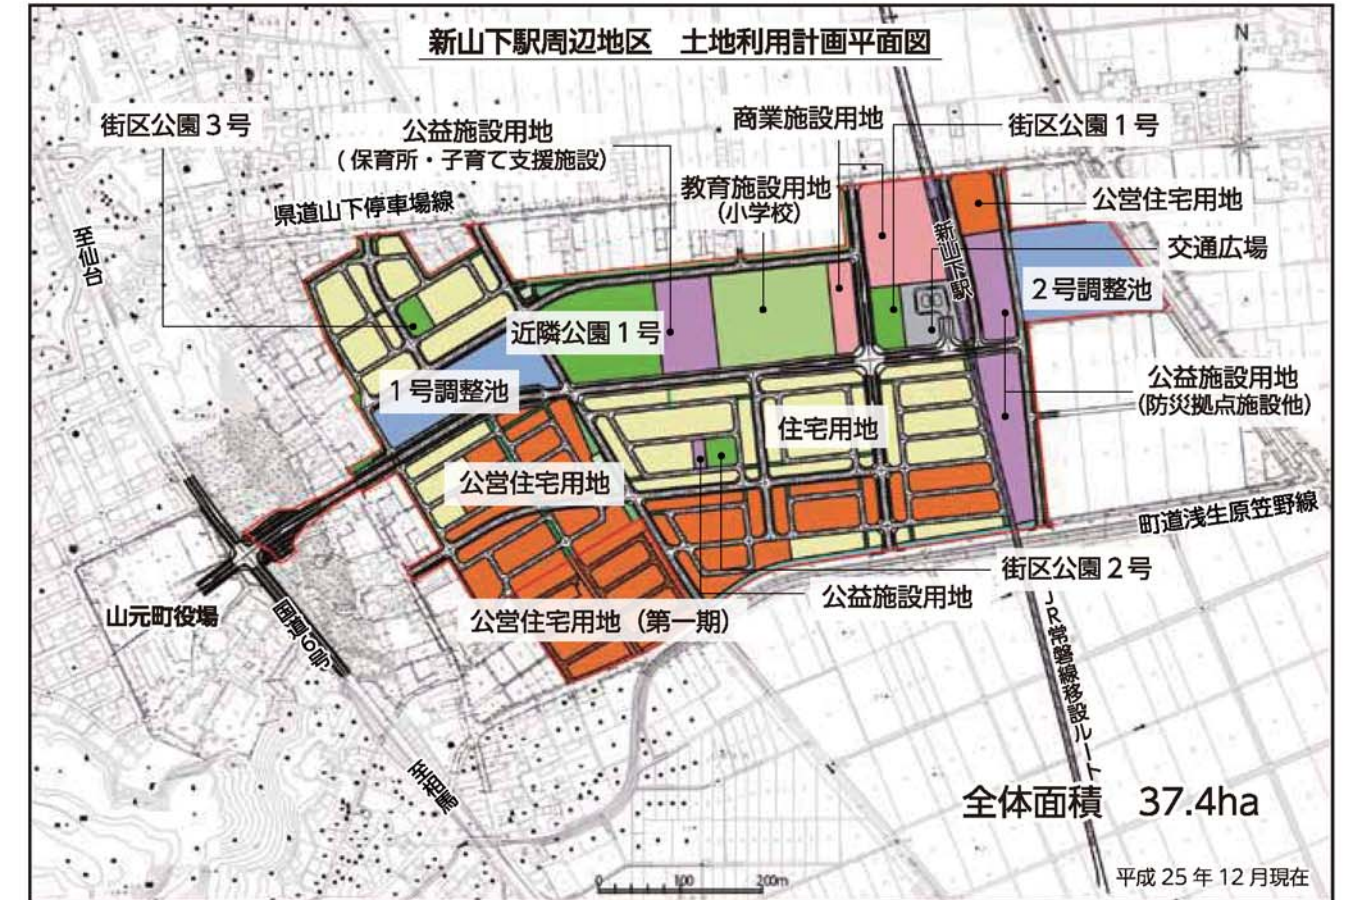 新山下駅周辺地区　土地利用計画平面図
N
街区公園3号
公益施設用地
(保育所・子育て支援施設)
商業施設用地
街区公園1号
教育施設用地
(小学校)
公営住宅用地
県道山下停車場線
至仙台
新山下駅
交通広場
2号調整池
近隣公園1号
1号調整池
公益施設用地
(防災拠点施設他)
住宅用地
公営住宅用地
町道浅生原笠野線
街区公園2号
公益施設用地
山元町役場
国道6号
公営住宅用地（第一期）
JR常磐線移設ルート
至相馬
全体面積　37.4ha
0 100 200m
平成25年12月現在